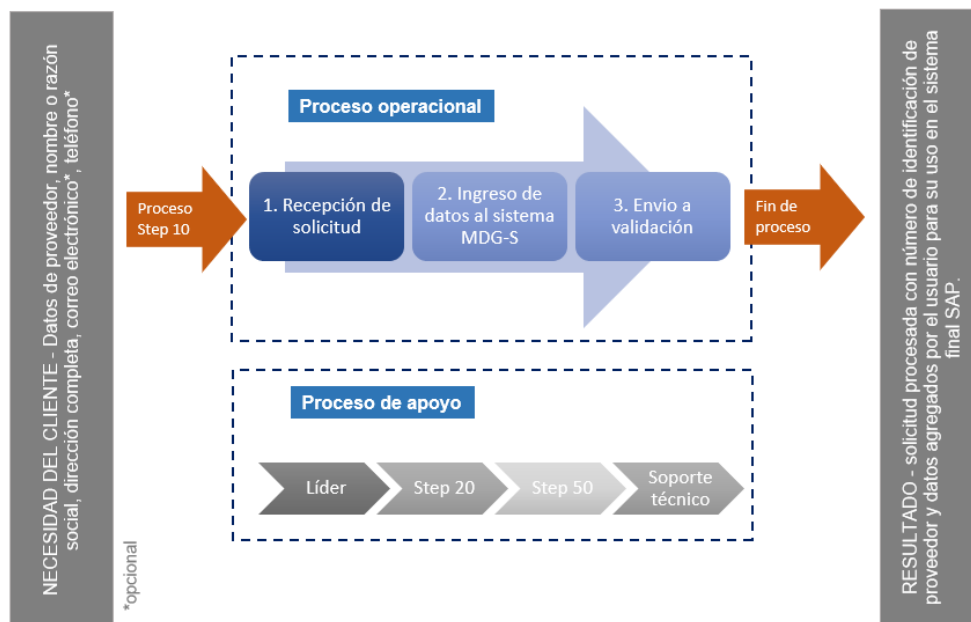 NECESIDAD DEL CLIENTE - Datos de proveedor, nombre o razón
social, dirección completa, correo electrónico*, teléfono*
*opcional
Proceso
Step 10
Proceso operacional
1. Recepción de
solicitud
2. Ingreso de
datos al sistema
MDG-S
3. Envio a
validación
Fin de
proceso
Proceso de apoyo
Líder
Step 20
Step 50
Soporte
técnico
RESULTADO - solicitud procesada con número de identificación de
proveedor y datos agregados por el usuario para su uso en el sistema
final SAP.